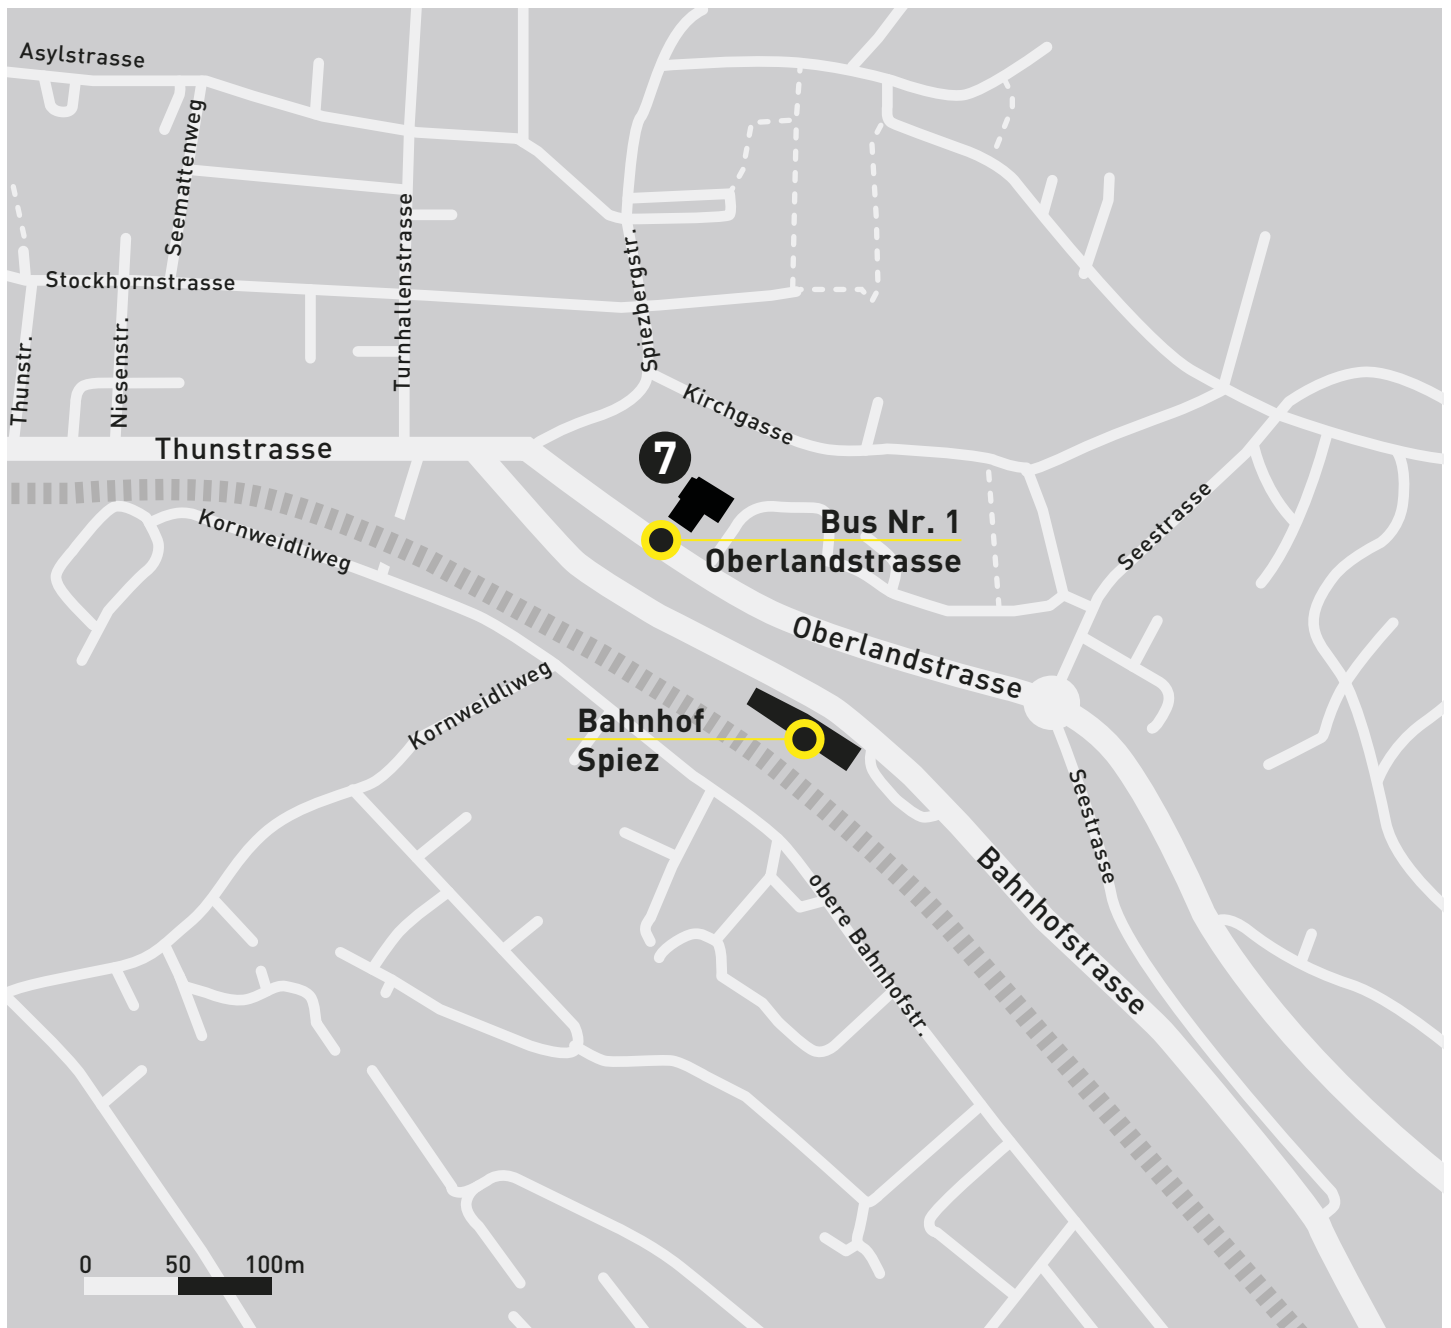 Asylstrasse
Seemattenweg
Stockhornstrasse
Turnhallenstrasse
Spiezbergstr.
Thunstr.
Niesenstr.
Kirchgasse
Thunstrasse
7
Kornweidliweg
Bus Nr. 1
Oberlandstrasse
Seestrasse
Oberlandstrasse
Kornweidliweg
Bahnhof
Spiez
Seestrasse
Bahnhofstrasse
obere Bahnhofstr.
0 50 100m